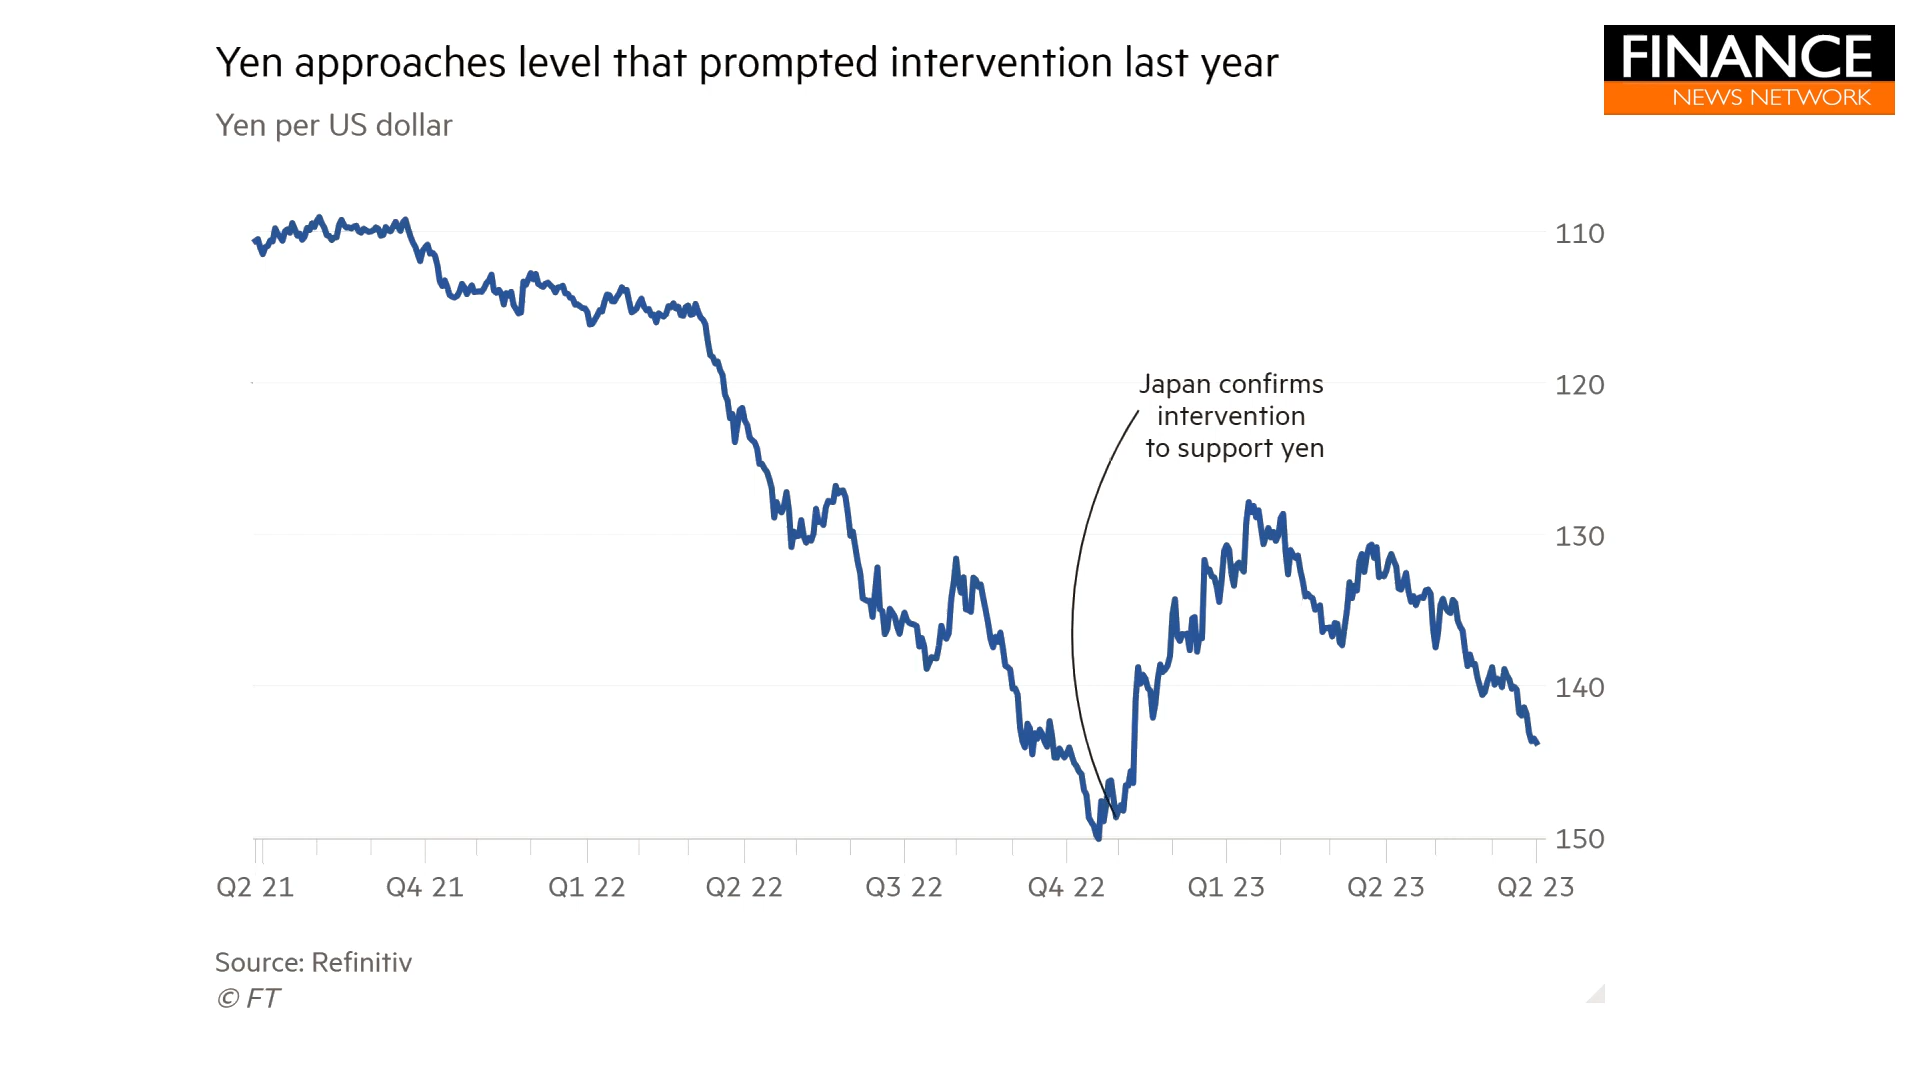 Yen approaches level that prompted intervention last year
FINANCE
NEWS NETWORK
Yen per US dollar
110
120
Japan confirms
intervention
to support yen
130
140
150
Q2 21 Q4 21 Q1 22 Q2 22 Q3 22 Q4 22 Q1 23 Q2 23 Q2 23
Source: Refinitiv
© FT